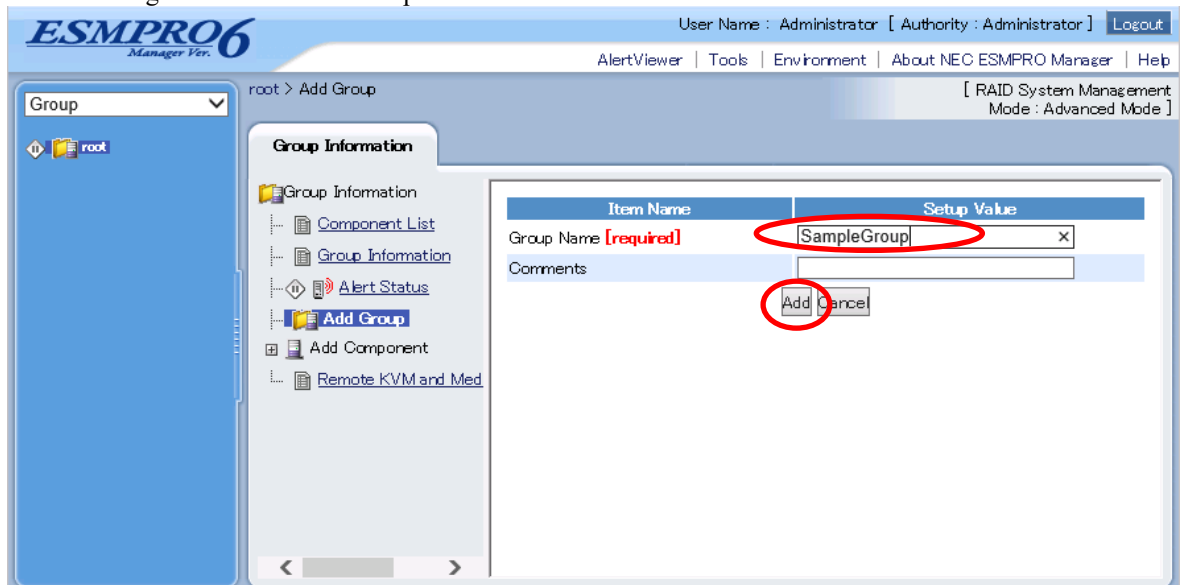 ESMPRO6
Manager Ver.
User Name : Administrator [ Authority : Administrator ] Logout
AlertViewer | Tools | Environment | About NEC ESMPRO Manager | Help
Group
root > Add Group
[ RAID System Management
Mode : Advanced Mode ]
root
Group Information
Group Information
Component List
Group Information
Alert Status
Add Group
Add Component
Remote KVM and Med
Item Name Setup Value
Group Name [required] SampleGroup ×
Comments
Add Cancel